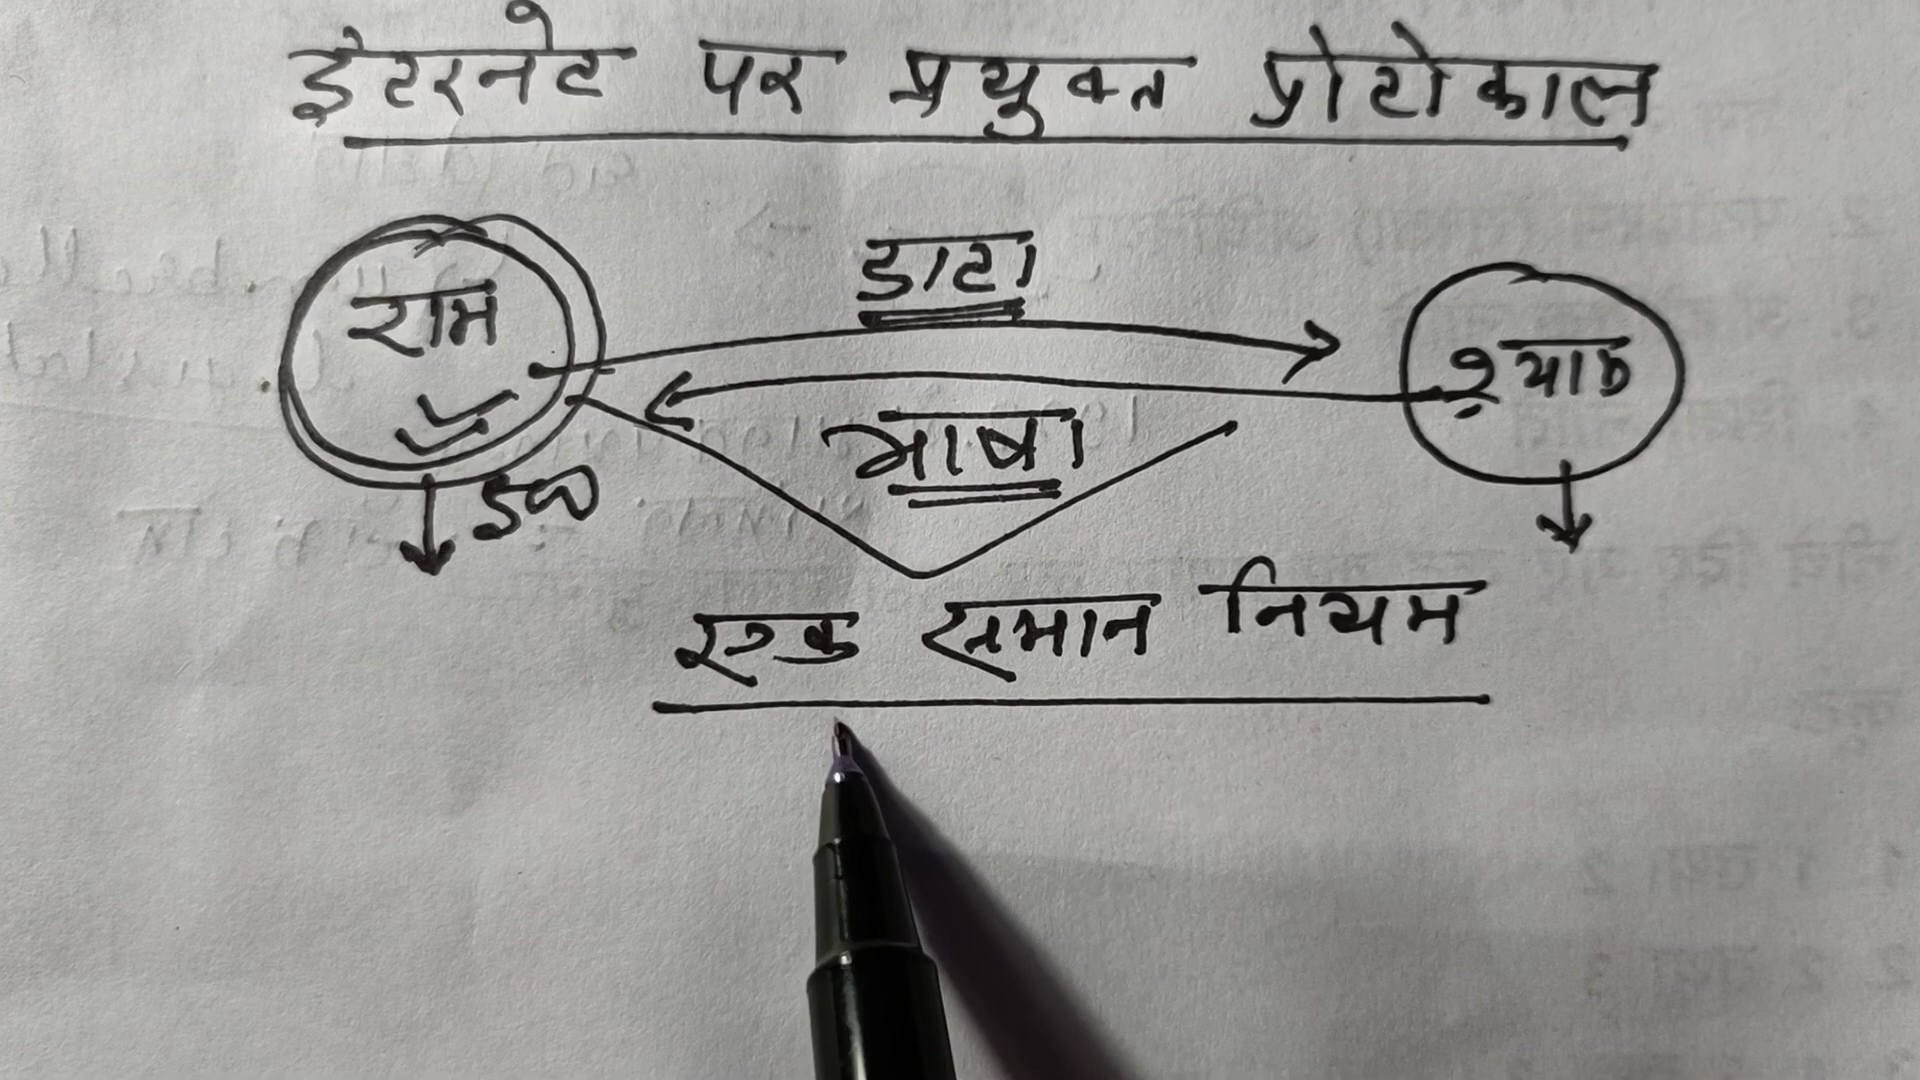 इंटरनेट पर प्रयुक्त प्रोटोकाल
डाटा
राम
श्याम
भाषा
एक समान नियम